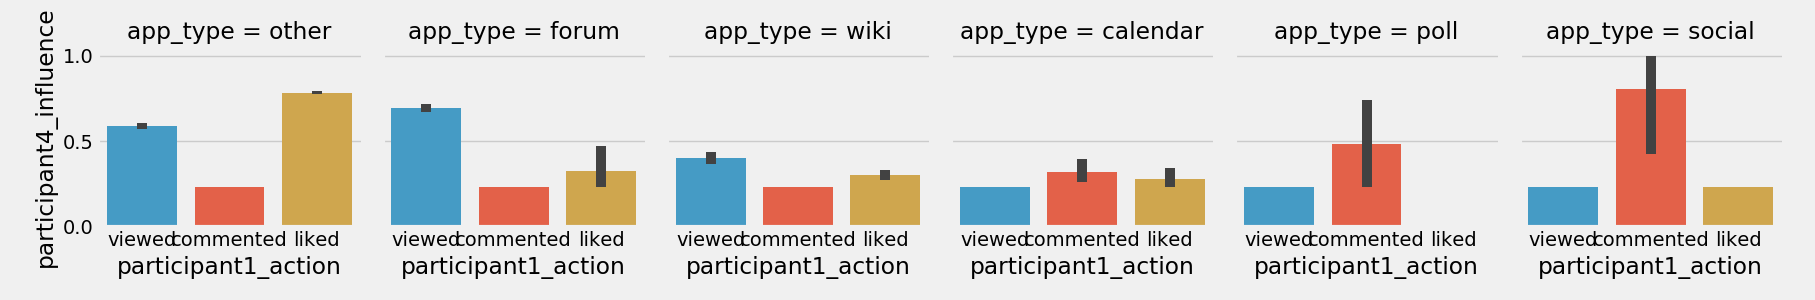 app_type = other
app_type = forum
app_type = wiki
app_type = calendar
app_type = poll
app_type = social
participant4_influence
1.0
0.5
0.0
viewed commented liked
viewed commented liked
viewed commented liked
viewed commented liked
viewed commented liked
viewed commented liked
participant1_action
participant1_action
participant1_action
participant1_action
participant1_action
participant1_action